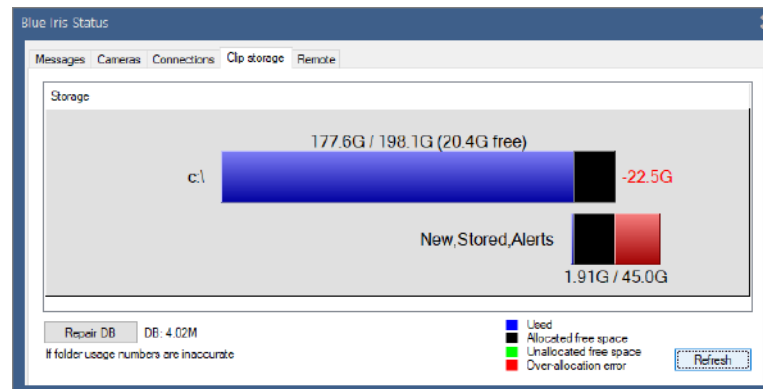 Blue Iris Status
Messages Cameras Connections Clip storage Remote
Storage
177.6G / 198.1G (20.4G free)
c:\
-22.5G
New,Stored,Alerts
1.91G / 45.0G
Repair DB DB: 4.02M
If folder usage numbers are inaccurate
Used
Allocated free space
Unallocated free space
Over-allocation error
Refresh